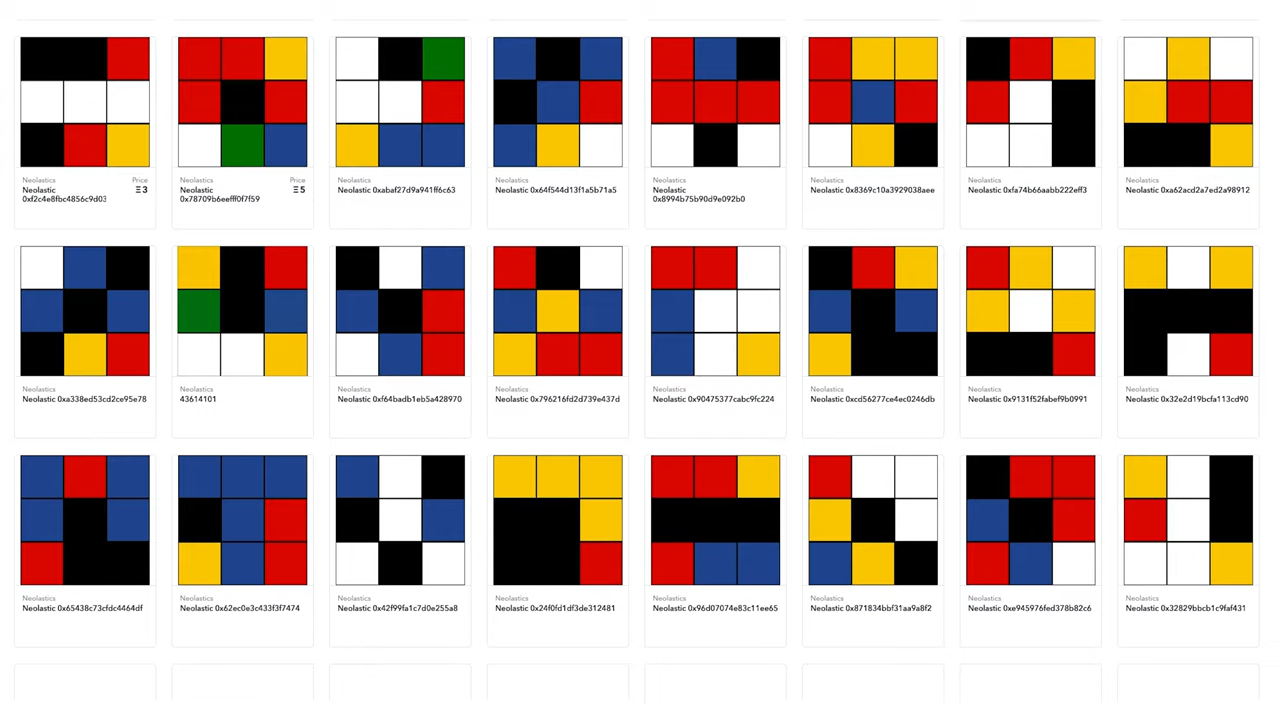 Neolastics Price
Neolastic Ξ 3
0xf2c4e8fbc4856c9d03
Neolastics Price
Neolastic Ξ 5
0x78709b6eefff0f7f59
Neolastics
Neolastic 0xabaf27d9a941ff6c63
Neolastics
Neolastic 0x64f544d13f1a5b71a5
Neolastics
Neolastic
0x8994b75b90d9e092b0
Neolastics
Neolastic 0x8369c10a3929038aee
Neolastics
Neolastic 0xfa74b66aabb222eff3
Neolastics
Neolastic 0xa62acd2a7ed2a98912
Neolastics
Neolastic 0xa338ed53cd2ce95e78
Neolastics
43614101
Neolastics
Neolastic 0xf64badb1eb5a428970
Neolastics
Neolastic 0x796216fd2d739e437d
Neolastics
Neolastic 0x90475377cabc9fc224
Neolastics
Neolastic 0xcd56277ce4ec0246db
Neolastics
Neolastic 0x9131f52fabef9b0991
Neolastics
Neolastic 0x32e2d19bcfa113cd90
Neolastics
Neolastic 0x65438c73cfdc4464df
Neolastics
Neolastic 0x62ec0e3c433f3f7474
Neolastics
Neolastic 0x42f99fa1c7d0e255a8
Neolastics
Neolastic 0x24f0fd1df3de312481
Neolastics
Neolastic 0x96d07074e83c11ee65
Neolastics
Neolastic 0x871834bbf31aa9a8f2
Neolastics
Neolastic 0xe945976fed378b82c6
Neolastics
Neolastic 0x32829bbcb1c9faf431